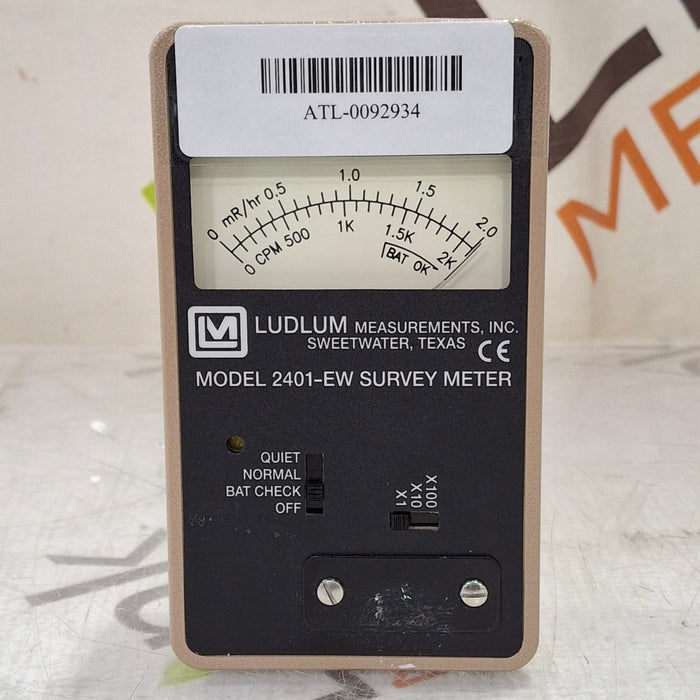 ATL-0092934
0 mR/hr 0.5 1.0 1.5 2.0
0 CPM 500 1K 1.5K 2K
BAT OK
LM LUDLUM MEASUREMENTS, INC.
SWEETWATER, TEXAS CE
MODEL 2401-EW SURVEY METER
QUIET
NORMAL
BAT CHECK
OFF
X100
X10
X1